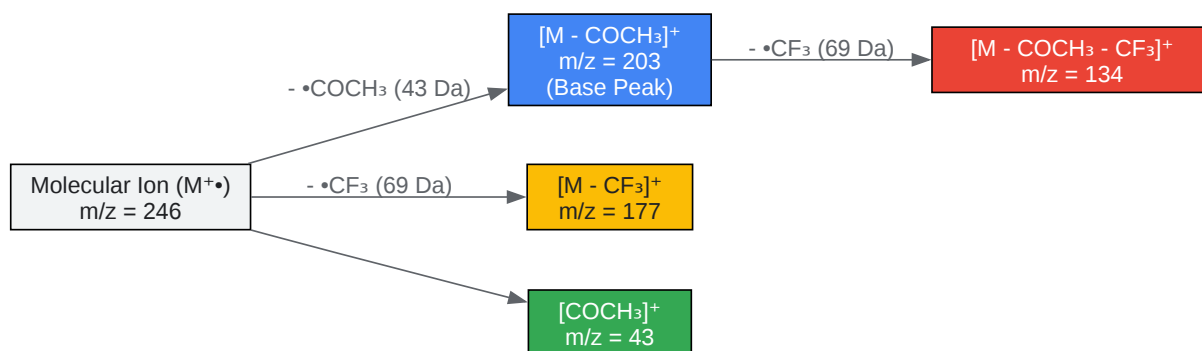 [M - COCH₃]⁺
m/z = 203
(Base Peak)
- •CF₃ (69 Da)
[M - COCH₃ - CF₃]⁺
m/z = 134
- •COCH₃ (43 Da)
Molecular Ion (M⁺•)
m/z = 246
- •CF₃ (69 Da)
[M - CF₃]⁺
m/z = 177
[COCH₃]⁺
m/z = 43